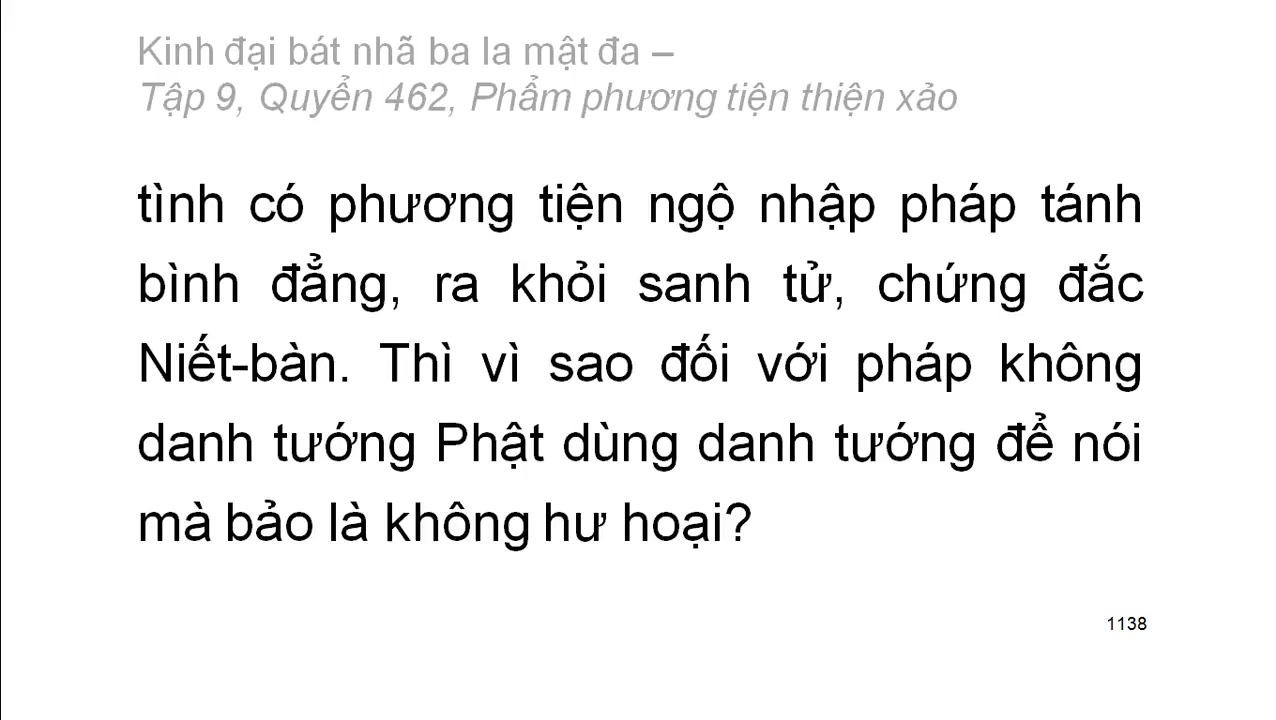 Kinh đại bát nhã ba la mật đa –
Tập 9, Quyển 462, Phẩm phương tiện thiện xảo
tình có phương tiện ngộ nhập pháp tánh
bình đẳng, ra khỏi sanh tử, chứng đắc
Niết-bàn. Thì vì sao đối với pháp không
danh tướng Phật dùng danh tướng để nói
mà bảo là không hư hoại?
1138